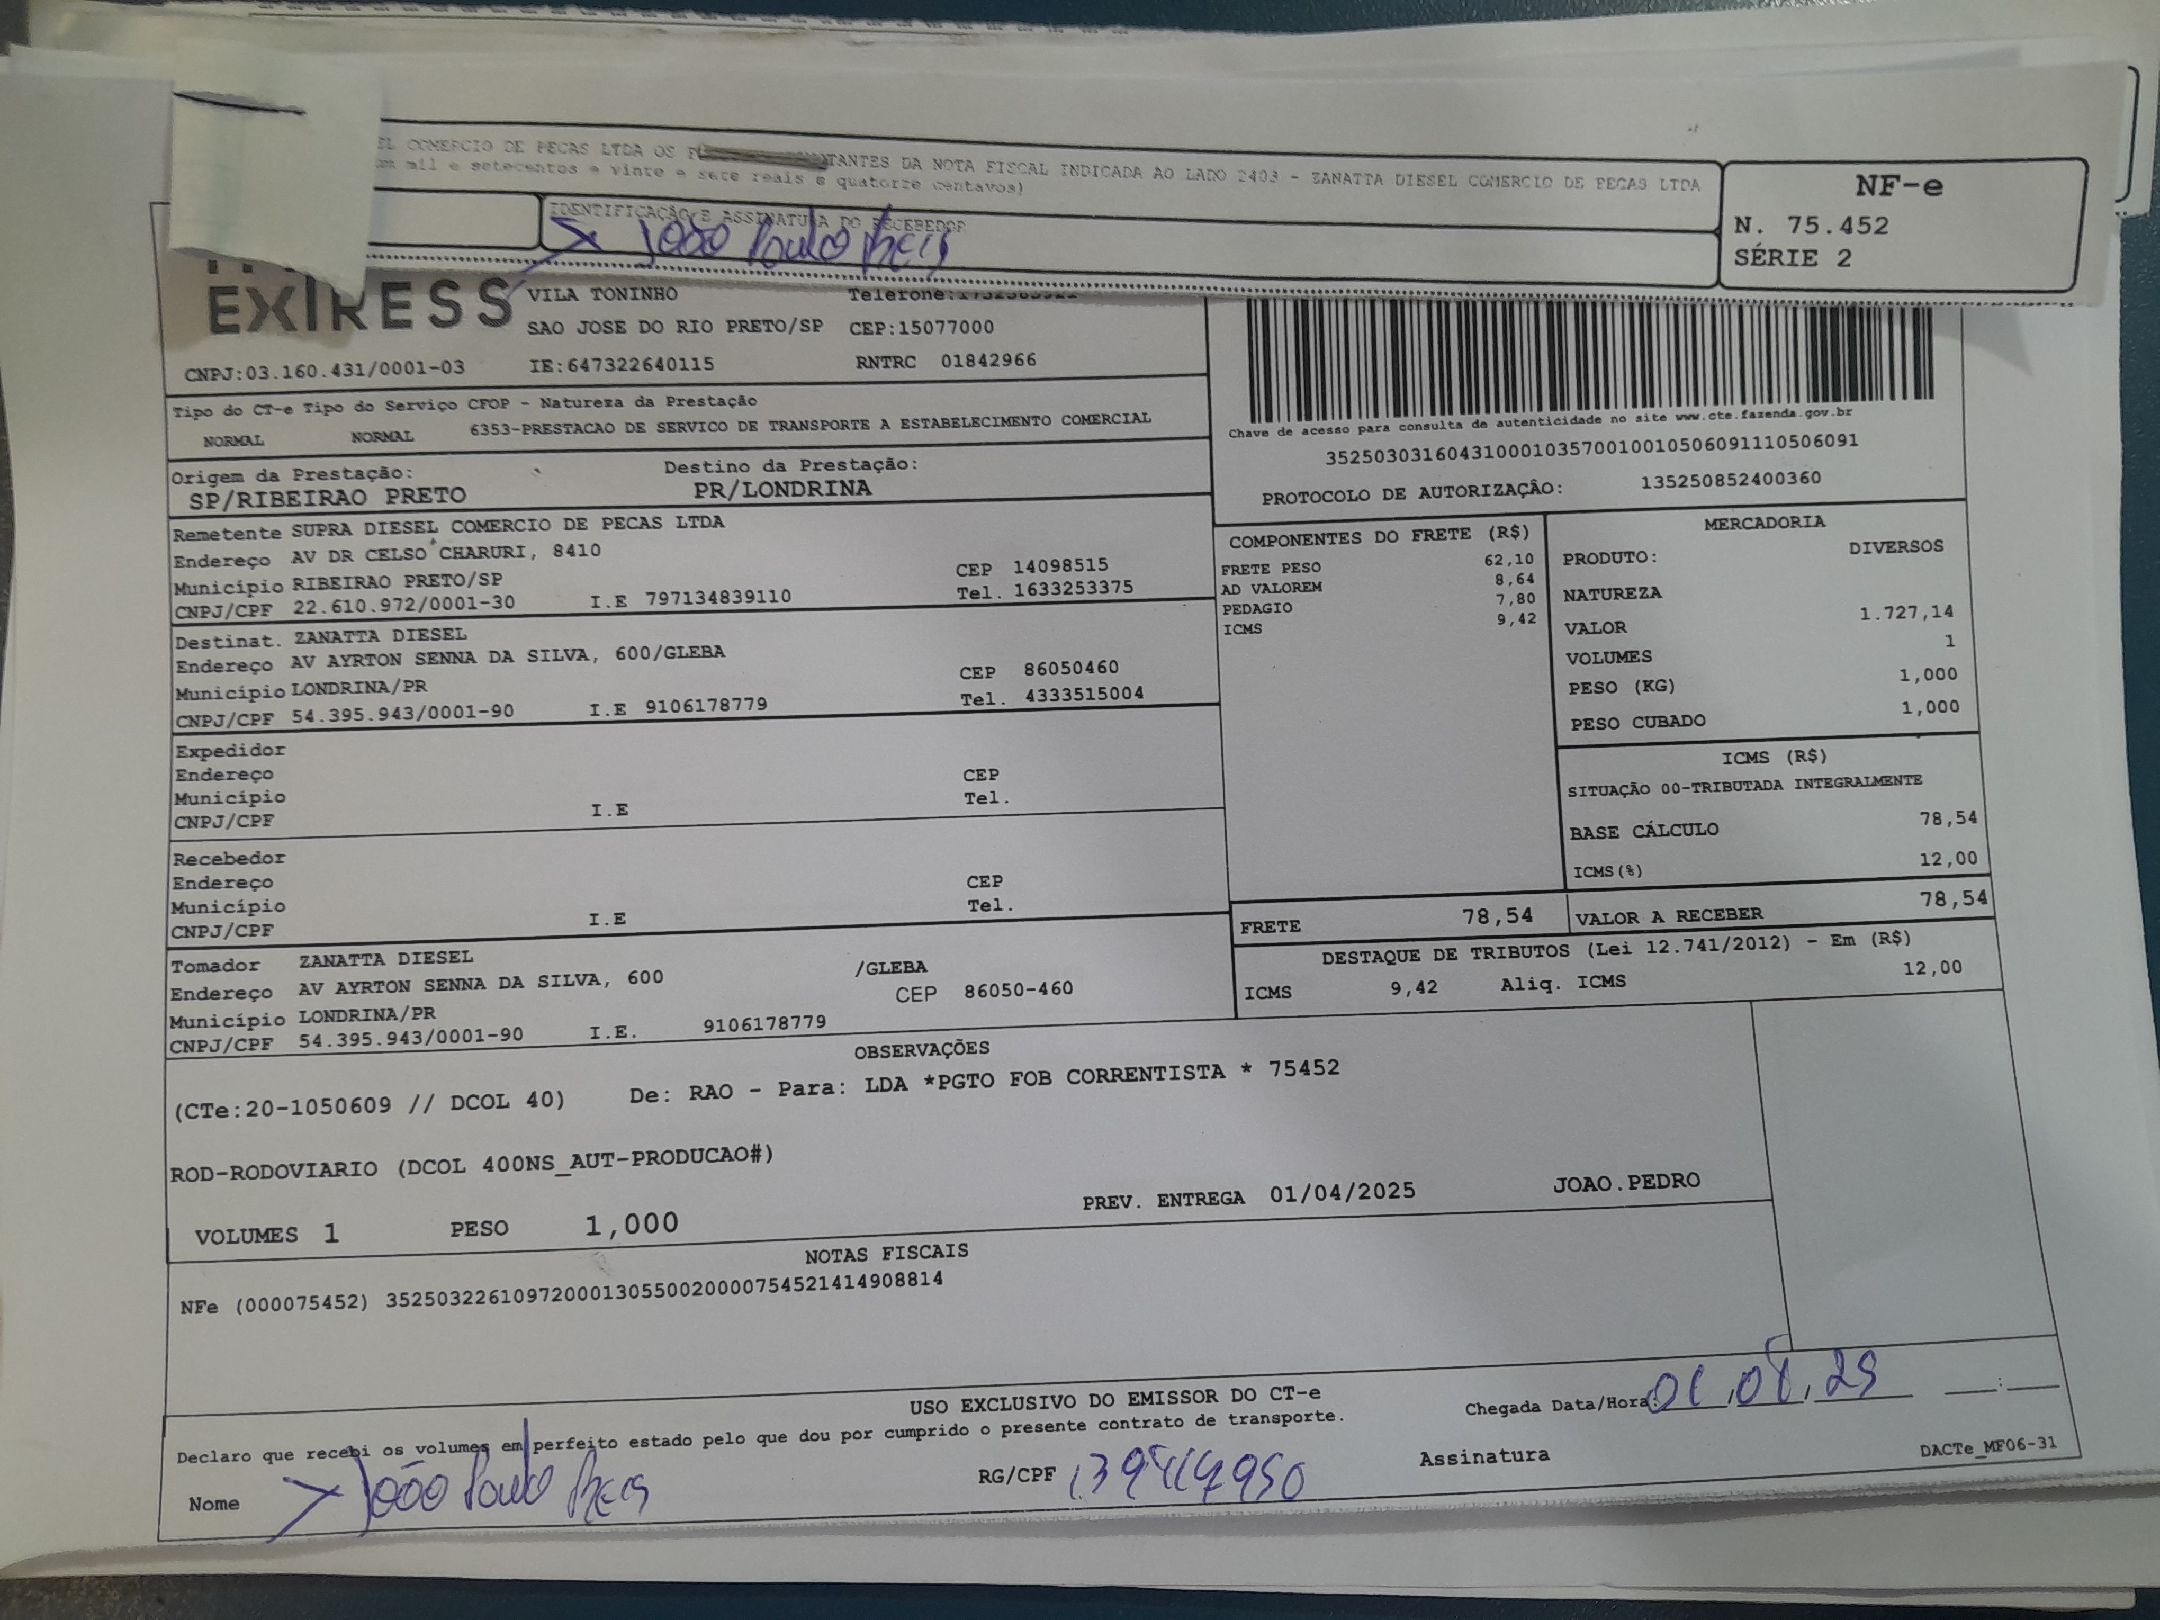 EL COMERCIO DE PECAS LTDA OS TANTES DA NOTA FISCAL INDICADA AO LADO 2403 - ZANATTA DIESEL COMERCIO DE PECAS LTDA
m mil e setecentos e vinte e sete reais e quatorze centavos)
IDENTIFICAÇÃO E ASSINATURA DO RECEBEDOR
João Paulo Reis
NF-e
N. 75.452
SÉRIE 2
EXPRESS
VILA TONINHO Telefone:
SAO JOSE DO RIO PRETO/SP CEP:15077000
CNPJ:03.160.431/0001-03 IE:647322640115 RNTRC 01842966
Tipo do CT-e Tipo do Serviço CFOP - Natureza da Prestação
NORMAL NORMAL 6353-PRESTACAO DE SERVICO DE TRANSPORTE A ESTABELECIMENTO COMERCIAL
Chave de acesso para consulta de autenticidade no site www.cte.fazenda.gov.br
35250303160431000103570010010506091110506091
PROTOCOLO DE AUTORIZAÇÃO: 135250852400360
Origem da Prestação: Destino da Prestação:
SP/RIBEIRAO PRETO PR/LONDRINA
Remetente SUPRA DIESEL COMERCIO DE PECAS LTDA
Endereço AV DR CELSO CHARURI, 8410
Município RIBEIRAO PRETO/SP CEP 14098515
CNPJ/CPF 22.610.972/0001-30 I.E 797134839110 Tel. 1633253375
Destinat. ZANATTA DIESEL
Endereço AV AYRTON SENNA DA SILVA, 600/GLEBA
Município LONDRINA/PR CEP 86050460
CNPJ/CPF 54.395.943/0001-90 I.E 9106178779 Tel. 4333515004
Expedidor
Endereço CEP
Município Tel.
CNPJ/CPF I.E
Recebedor
Endereço CEP
Município Tel.
CNPJ/CPF I.E
Tomador ZANATTA DIESEL
Endereço AV AYRTON SENNA DA SILVA, 600 /GLEBA
Município LONDRINA/PR CEP 86050-460
CNPJ/CPF 54.395.943/0001-90 I.E. 9106178779
COMPONENTES DO FRETE (R$)
FRETE PESO 62,10
AD VALOREM 8,64
PEDAGIO 7,80
ICMS 9,42
MERCADORIA
PRODUTO: DIVERSOS
NATUREZA
VALOR 1.727,14
VOLUMES 1
PESO (KG) 1,000
PESO CUBADO 1,000
ICMS (R$)
SITUAÇÃO 00-TRIBUTADA INTEGRALMENTE
BASE CÁLCULO 78,54
ICMS(%) 12,00
FRETE 78,54 VALOR A RECEBER 78,54
DESTAQUE DE TRIBUTOS (Lei 12.741/2012) - Em (R$)
ICMS 9,42 Aliq. ICMS 12,00
OBSERVAÇÕES
(CTe:20-1050609 // DCOL 40) De: RAO - Para: LDA *PGTO FOB CORRENTISTA * 75452
ROD-RODOVIARIO (DCOL 400NS_AUT-PRODUCAO#)
VOLUMES 1 PESO 1,000 PREV. ENTREGA 01/04/2025 JOAO.PEDRO
NOTAS FISCAIS
NFe (000075452) 35250322610972000130550020000754521414908814
USO EXCLUSIVO DO EMISSOR DO CT-e
Declaro que recebi os volumes em perfeito estado pelo que dou por cumprido o presente contrato de transporte.
Chegada Data/Hora:
Nome João Paulo Reis RG/CPF Assinatura
DACTe_MF06-31